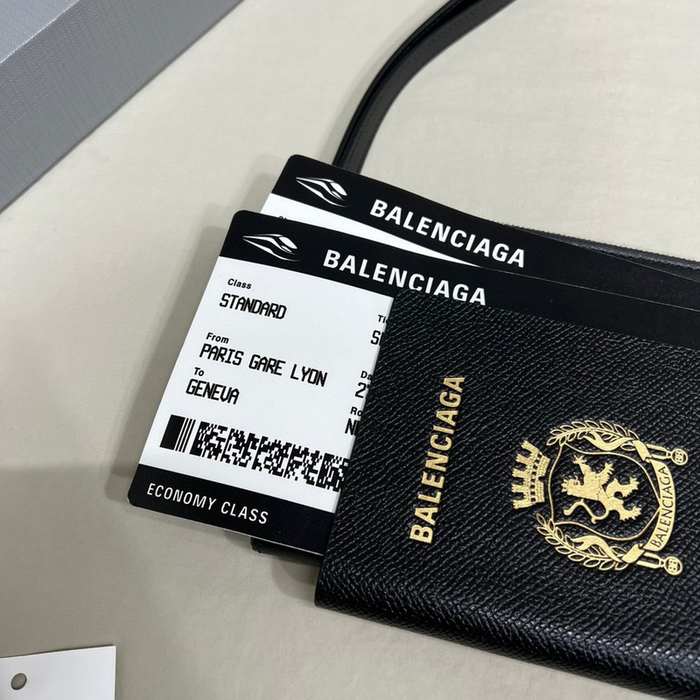 BALENCIAGA
BALENCIAGA
Class
STANDARD
From
PARIS GARE LYON
To
GENEVA
ECONOMY CLASS
BALENCIAGA
BALENCIAGA